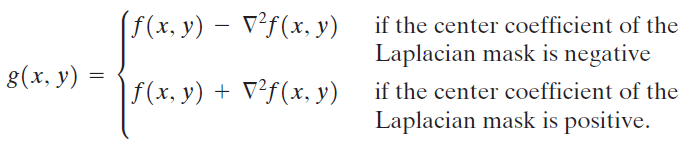 f(x, y) − ∇²f(x, y) if the center coefficient of the
Laplacian mask is negative
g(x, y) =
f(x, y) + ∇²f(x, y) if the center coefficient of the
Laplacian mask is positive.